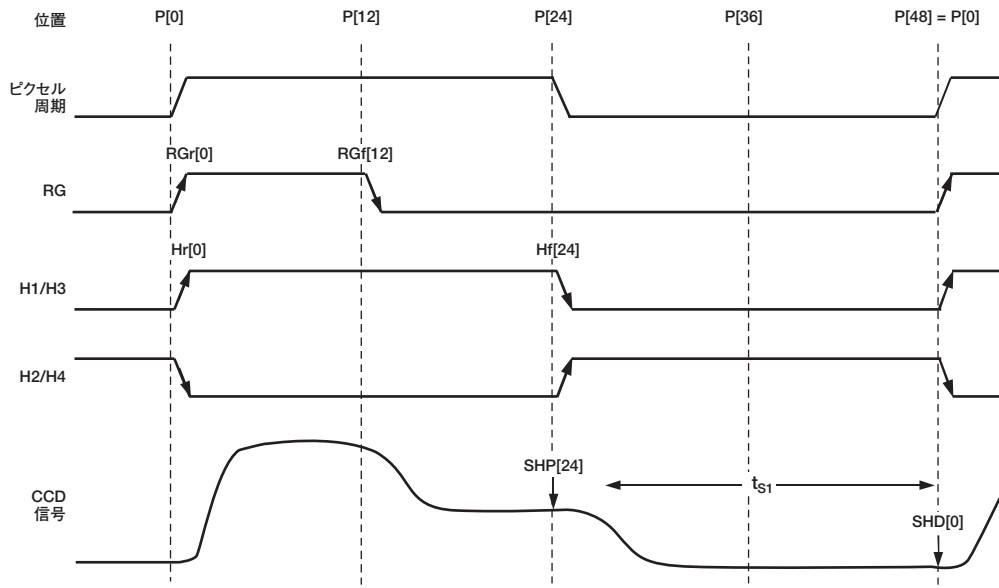 位置 P[0] P[12] P[24] P[36] P[48] = P[0]
ピクセル
周期
RGr[0] RGf[12]
RG
Hr[0] Hf[24]
H1/H3
H2/H4
SHP[24]
tS1
CCD
信号
SHD[0]